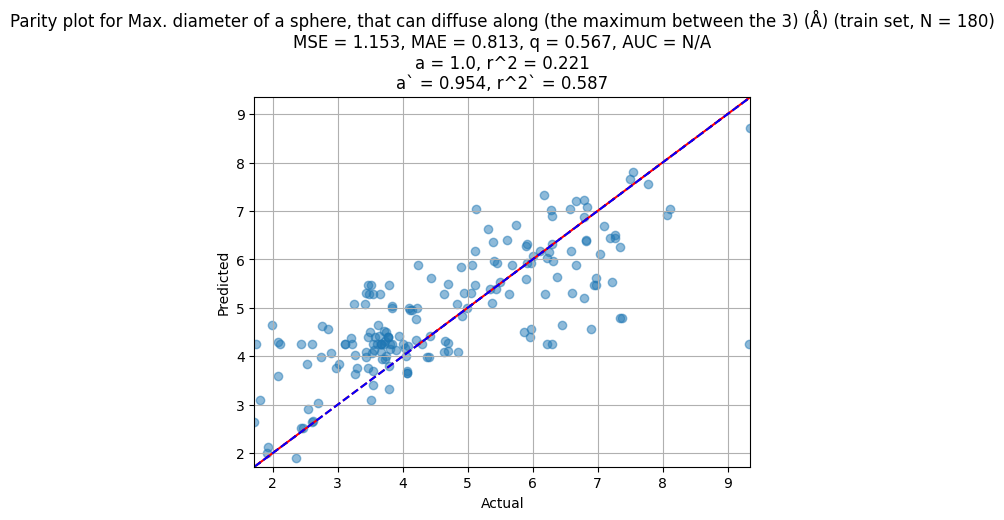 Parity plot for Max. diameter of a sphere, that can diffuse along (the maximum between the 3) (Å) (train set, N = 180)
MSE = 1.153, MAE = 0.813, q = 0.567, AUC = N/A
a = 1.0, r^2 = 0.221
a` = 0.954, r^2` = 0.587
9
8
7
6
5
4
3
2
Predicted
2 3 4 5 6 7 8 9
Actual